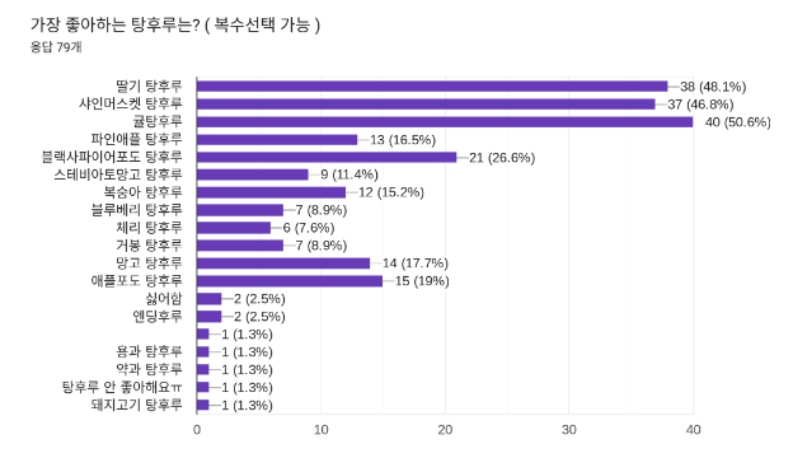 가장 좋아하는 탕후루는? ( 복수선택 가능 )
응답 79개
딸기 탕후루 38 (48.1%)
샤인머스켓 탕후루 37 (46.8%)
귤탕후루 40 (50.6%)
파인애플 탕후루 13 (16.5%)
블랙사파이어포도 탕후루 21 (26.6%)
스테비아토망고 탕후루 9 (11.4%)
복숭아 탕후루 12 (15.2%)
블루베리 탕후루 7 (8.9%)
체리 탕후루 6 (7.6%)
거봉 탕후루 7 (8.9%)
망고 탕후루 14 (17.7%)
애플포도 탕후루 15 (19%)
싫어함 2 (2.5%)
엔딩후루 2 (2.5%)
1 (1.3%)
용과 탕후루 1 (1.3%)
약과 탕후루 1 (1.3%)
탕후루 안 좋아해요ㅠ 1 (1.3%)
돼지고기 탕후루 1 (1.3%)
0 10 20 30 40